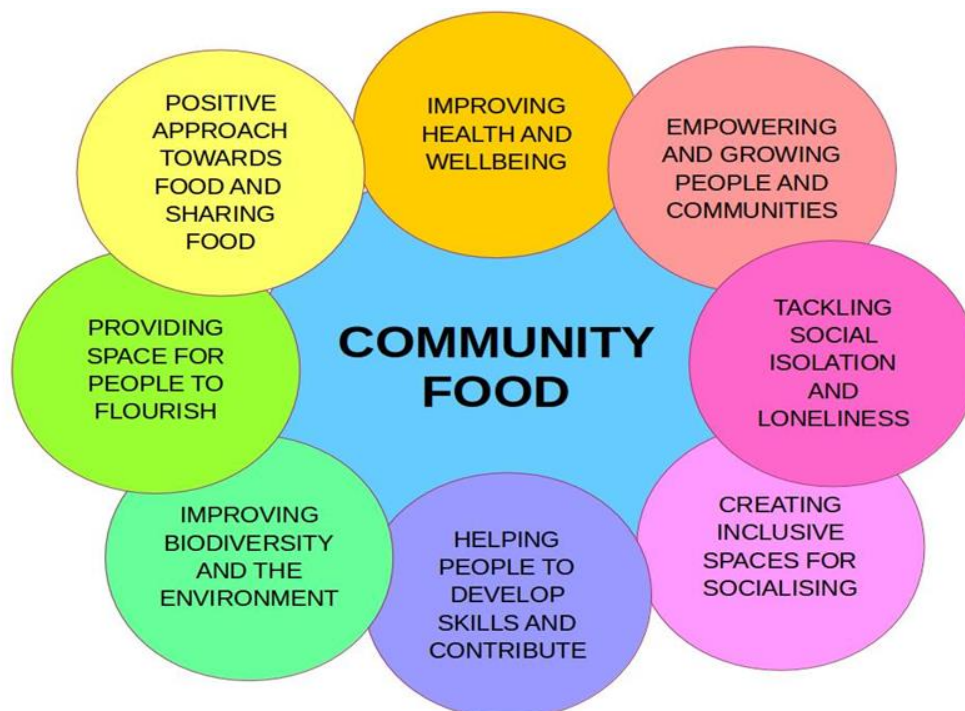 POSITIVE
APPROACH
TOWARDS
FOOD AND
SHARING
FOOD
IMPROVING
HEALTH AND
WELLBEING
EMPOWERING
AND GROWING
PEOPLE AND
COMMUNITIES
TACKLING
SOCIAL
ISOLATION
AND
LONELINESS
CREATING
INCLUSIVE
SPACES FOR
SOCIALISING
HELPING
PEOPLE TO
DEVELOP
SKILLS AND
CONTRIBUTE
IMPROVING
BIODIVERSITY
AND THE
ENVIRONMENT
PROVIDING
SPACE FOR
PEOPLE TO
FLOURISH
COMMUNITY
FOOD